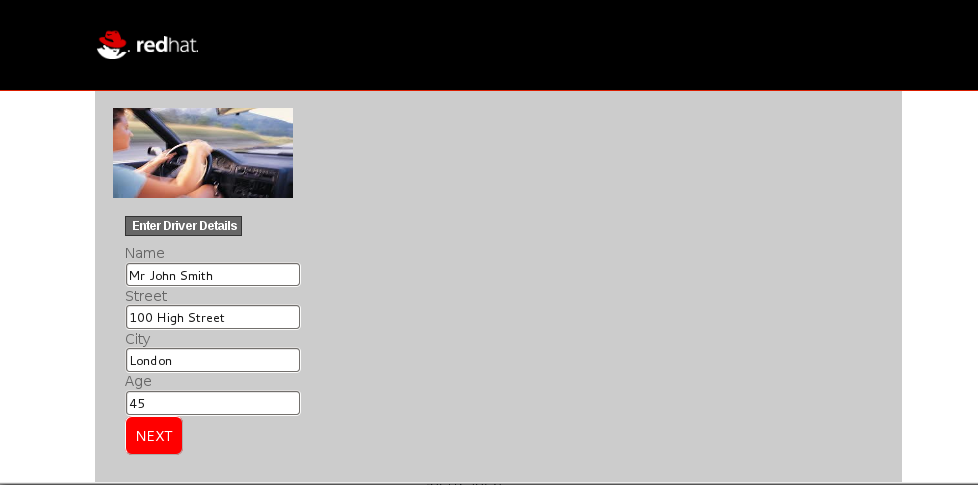 redhat.
Enter Driver Details
Name
Mr John Smith
Street
100 High Street
City
London
Age
45
NEXT